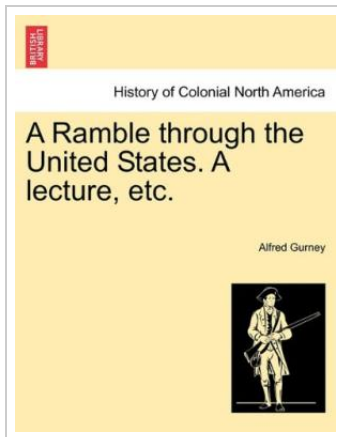 BRITISH
LIBRARY
History of Colonial North America
A Ramble through the
United States. A
lecture, etc.
Alfred Gurney